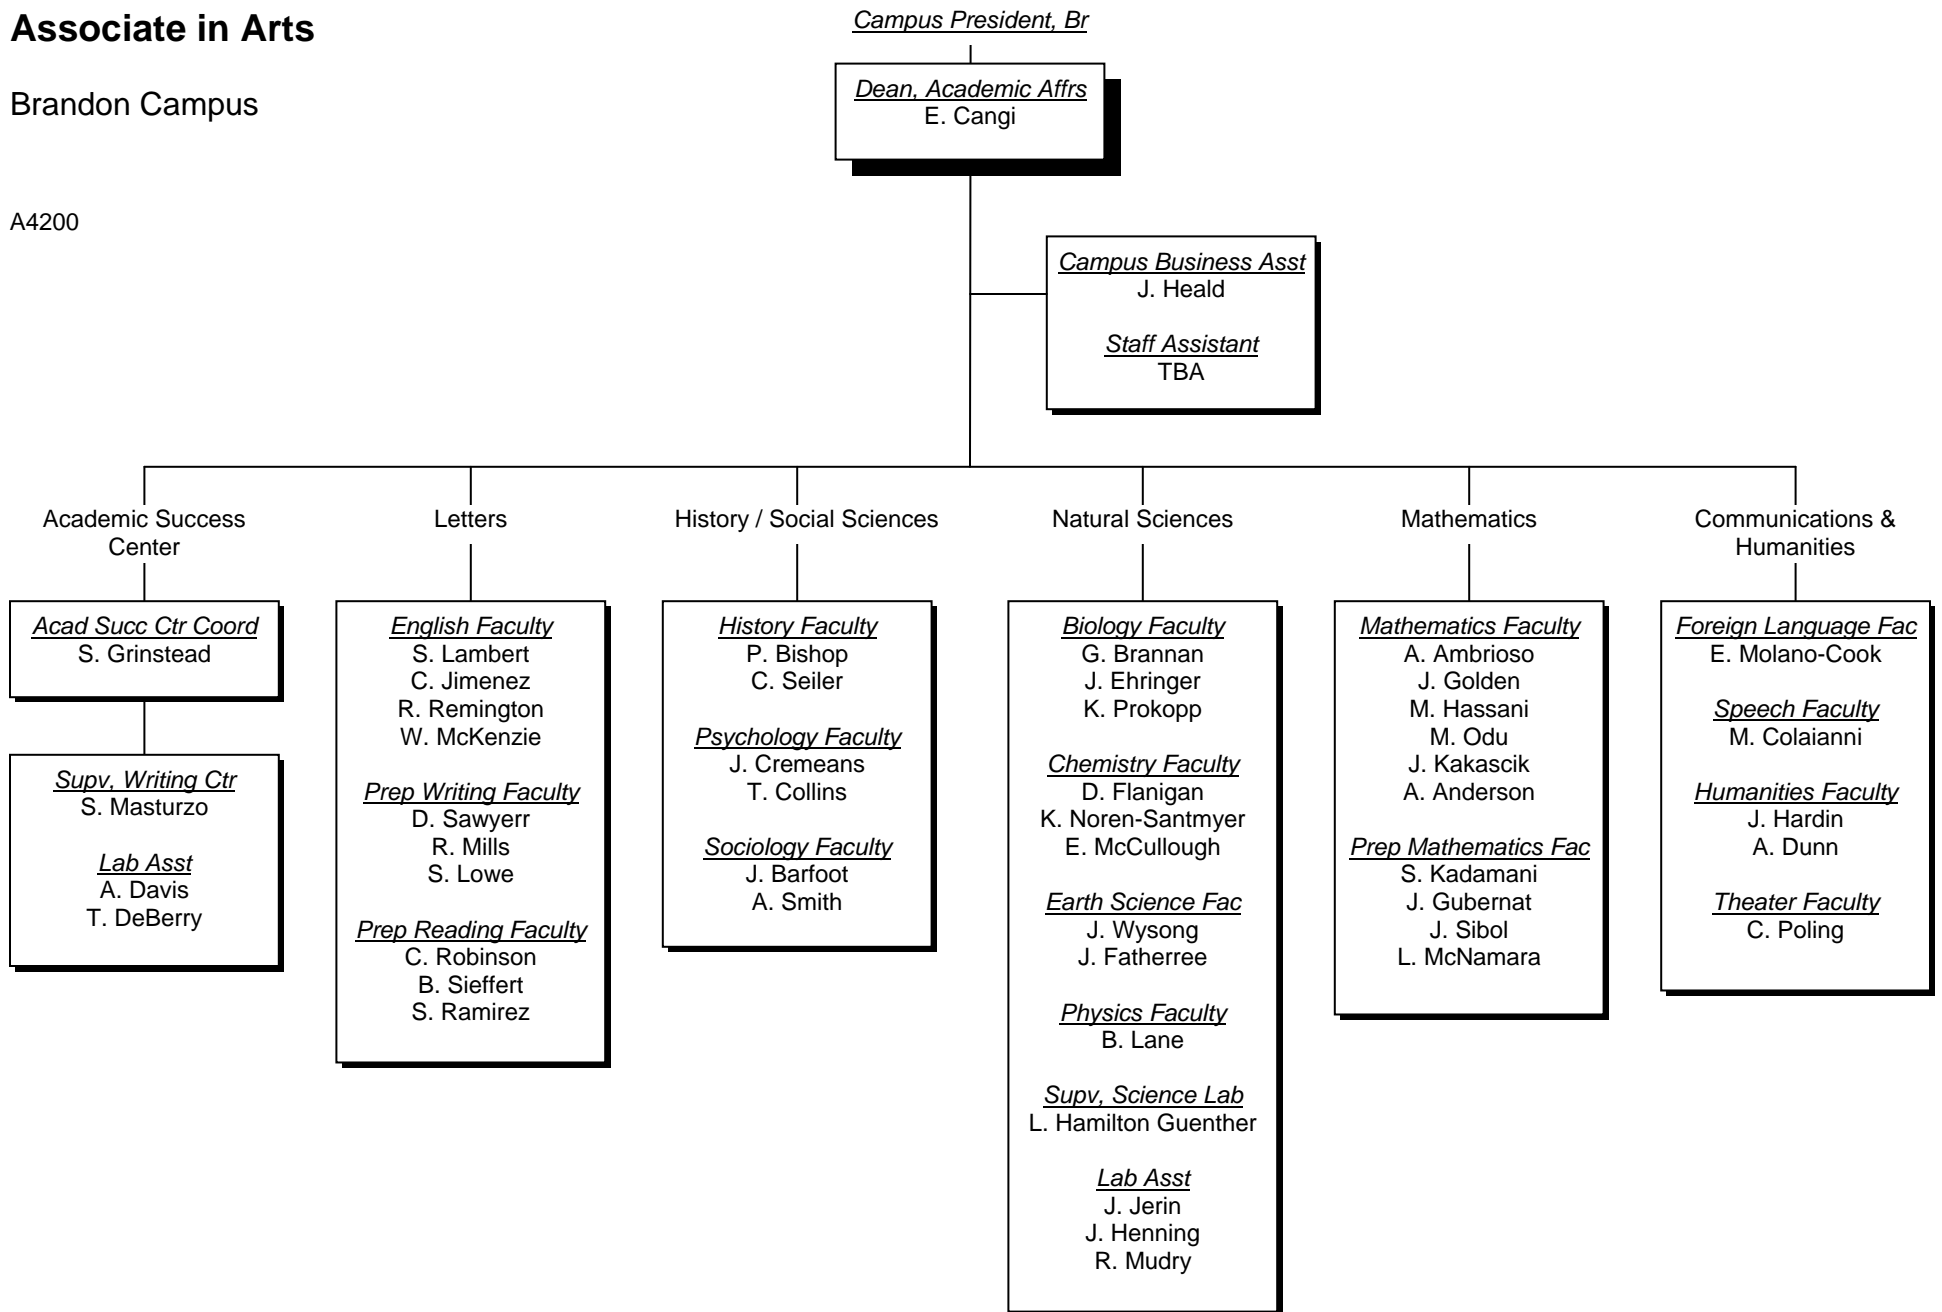 Associate in Arts
Brandon Campus
A4200
Campus President, Br
Dean, Academic Affrs
E. Cangi
Campus Business Asst
J. Heald
Staff Assistant
TBA
Academic Success
Center
Acad Succ Ctr Coord
S. Grinstead
Supv, Writing Ctr
S. Masturzo
Lab Asst
A. Davis
T. DeBerry
Letters
English Faculty
S. Lambert
C. Jimenez
R. Remington
W. McKenzie
Prep Writing Faculty
D. Sawyerr
R. Mills
S. Lowe
Prep Reading Faculty
C. Robinson
B. Sieffert
S. Ramirez
History / Social Sciences
History Faculty
P. Bishop
C. Seiler
Psychology Faculty
J. Cremeans
T. Collins
Sociology Faculty
J. Barfoot
A. Smith
Natural Sciences
Biology Faculty
G. Brannan
J. Ehringer
K. Prokopp
Chemistry Faculty
D. Flanigan
K. Noren-Santmyer
E. McCullough
Earth Science Fac
J. Wysong
J. Fatherree
Physics Faculty
B. Lane
Supv, Science Lab
L. Hamilton Guenther
Lab Asst
J. Jerin
J. Henning
R. Mudry
Mathematics
Mathematics Faculty
A. Ambrioso
J. Golden
M. Hassani
M. Odu
J. Kakascik
A. Anderson
Prep Mathematics Fac
S. Kadamani
J. Gubernat
J. Sibol
L. McNamara
Communications &
Humanities
Foreign Language Fac
E. Molano-Cook
Speech Faculty
M. Colaianni
Humanities Faculty
J. Hardin
A. Dunn
Theater Faculty
C. Poling